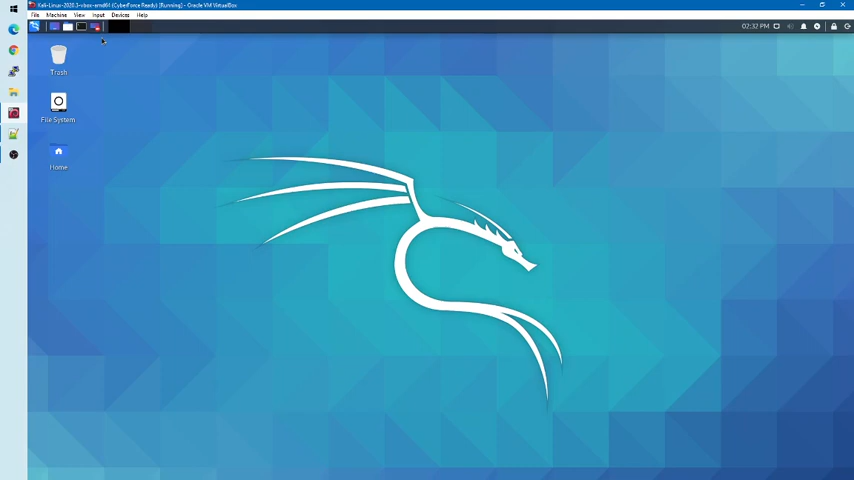 Kali-Linux-2020.3-vbox-amd64 (CyberForce Ready) [Running] - Oracle VM VirtualBox
File Machine View Input Devices Help
02:32 PM
Trash
File System
Home